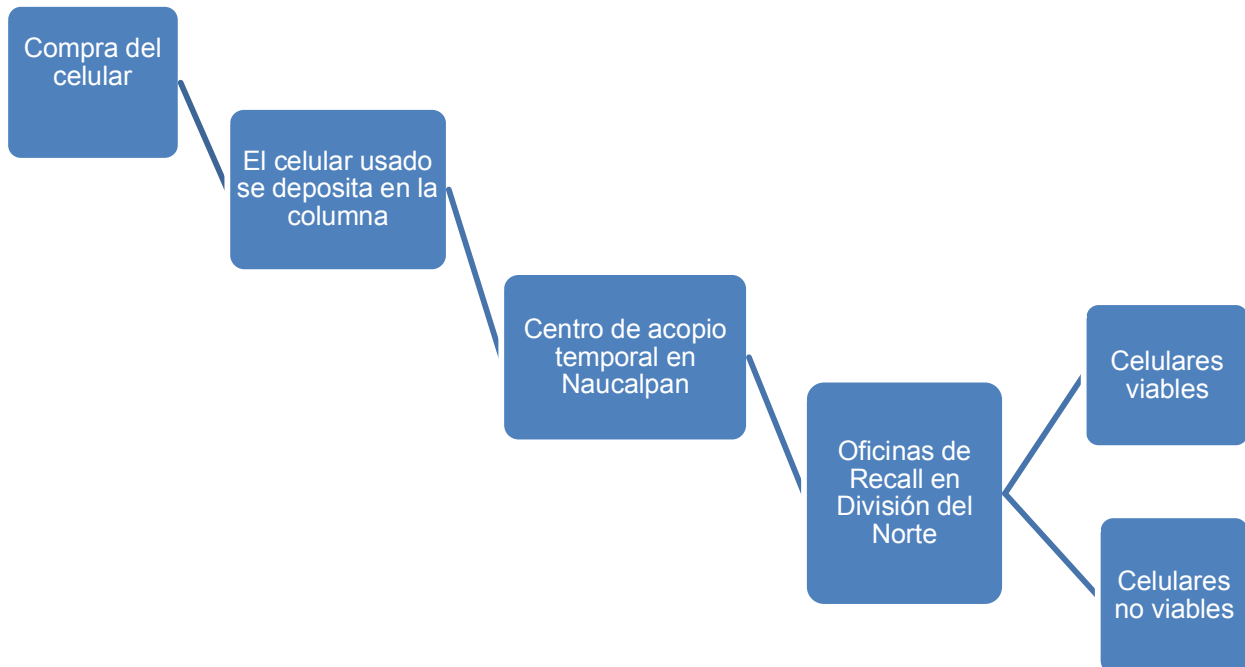 Compra del
celular
El celular usado
se deposita en la
columna
Centro de acopio
temporal en
Naucalpan
Oficinas de
Recall en
División del
Norte
Celulares
viables
Celulares
no viables